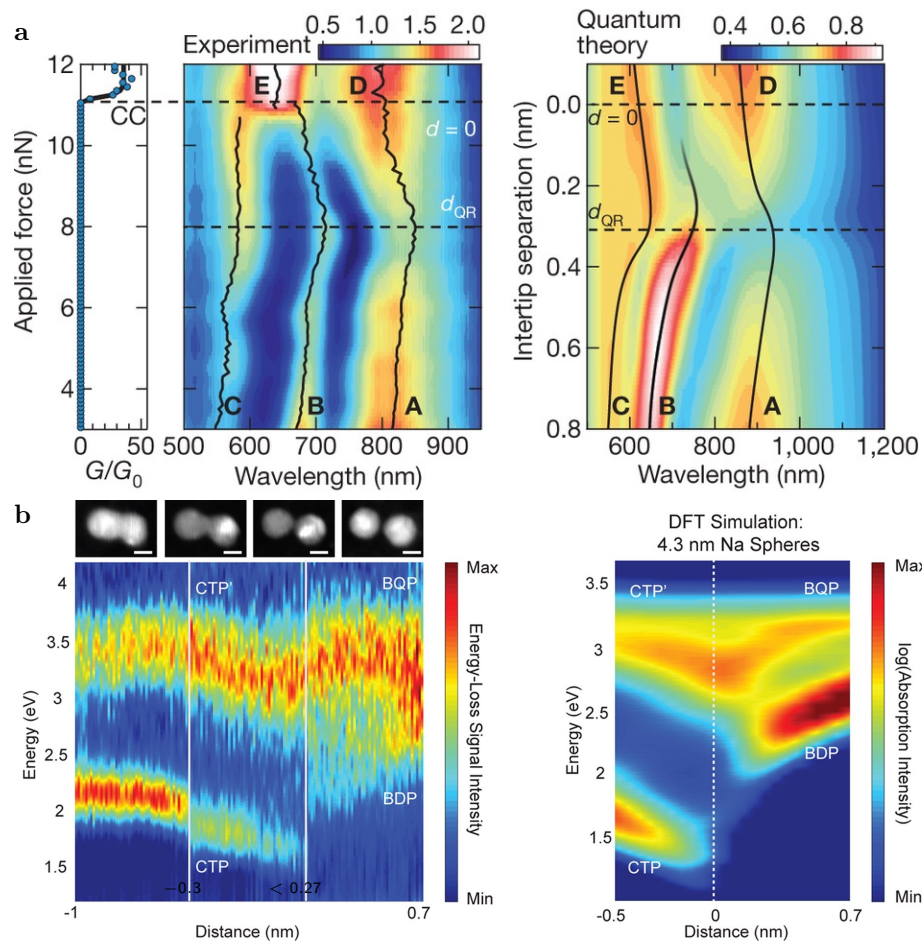 a
Experiment
0.5 1.0 1.5 2.0
Quantum
theory
0.4 0.6 0.8
12
10
8
6
4
Applied force (nN)
CC
0 50
G/G₀
E
D
d = 0
d_QR
C
B
A
500 600 700 800 900
Wavelength (nm)
E
D
d = 0
d_QR
C
B
A
0.0
0.2
0.4
0.6
0.8
Intertip separation (nm)
600 800 1,000 1,200
Wavelength (nm)
b
4
3.5
3
2.5
2
1.5
Energy (eV)
CTP'
BQP
BDP
CTP
−0.3
< 0.27
-1 0.7
Distance (nm)
Max
Energy-Loss Signal Intensity
Min
DFT Simulation:
4.3 nm Na Spheres
3.5
3
2.5
2
1.5
Energy (eV)
CTP'
BQP
BDP
CTP
-0.5 0 0.7
Distance (nm)
Max
log(Absorption Intensity)
Min